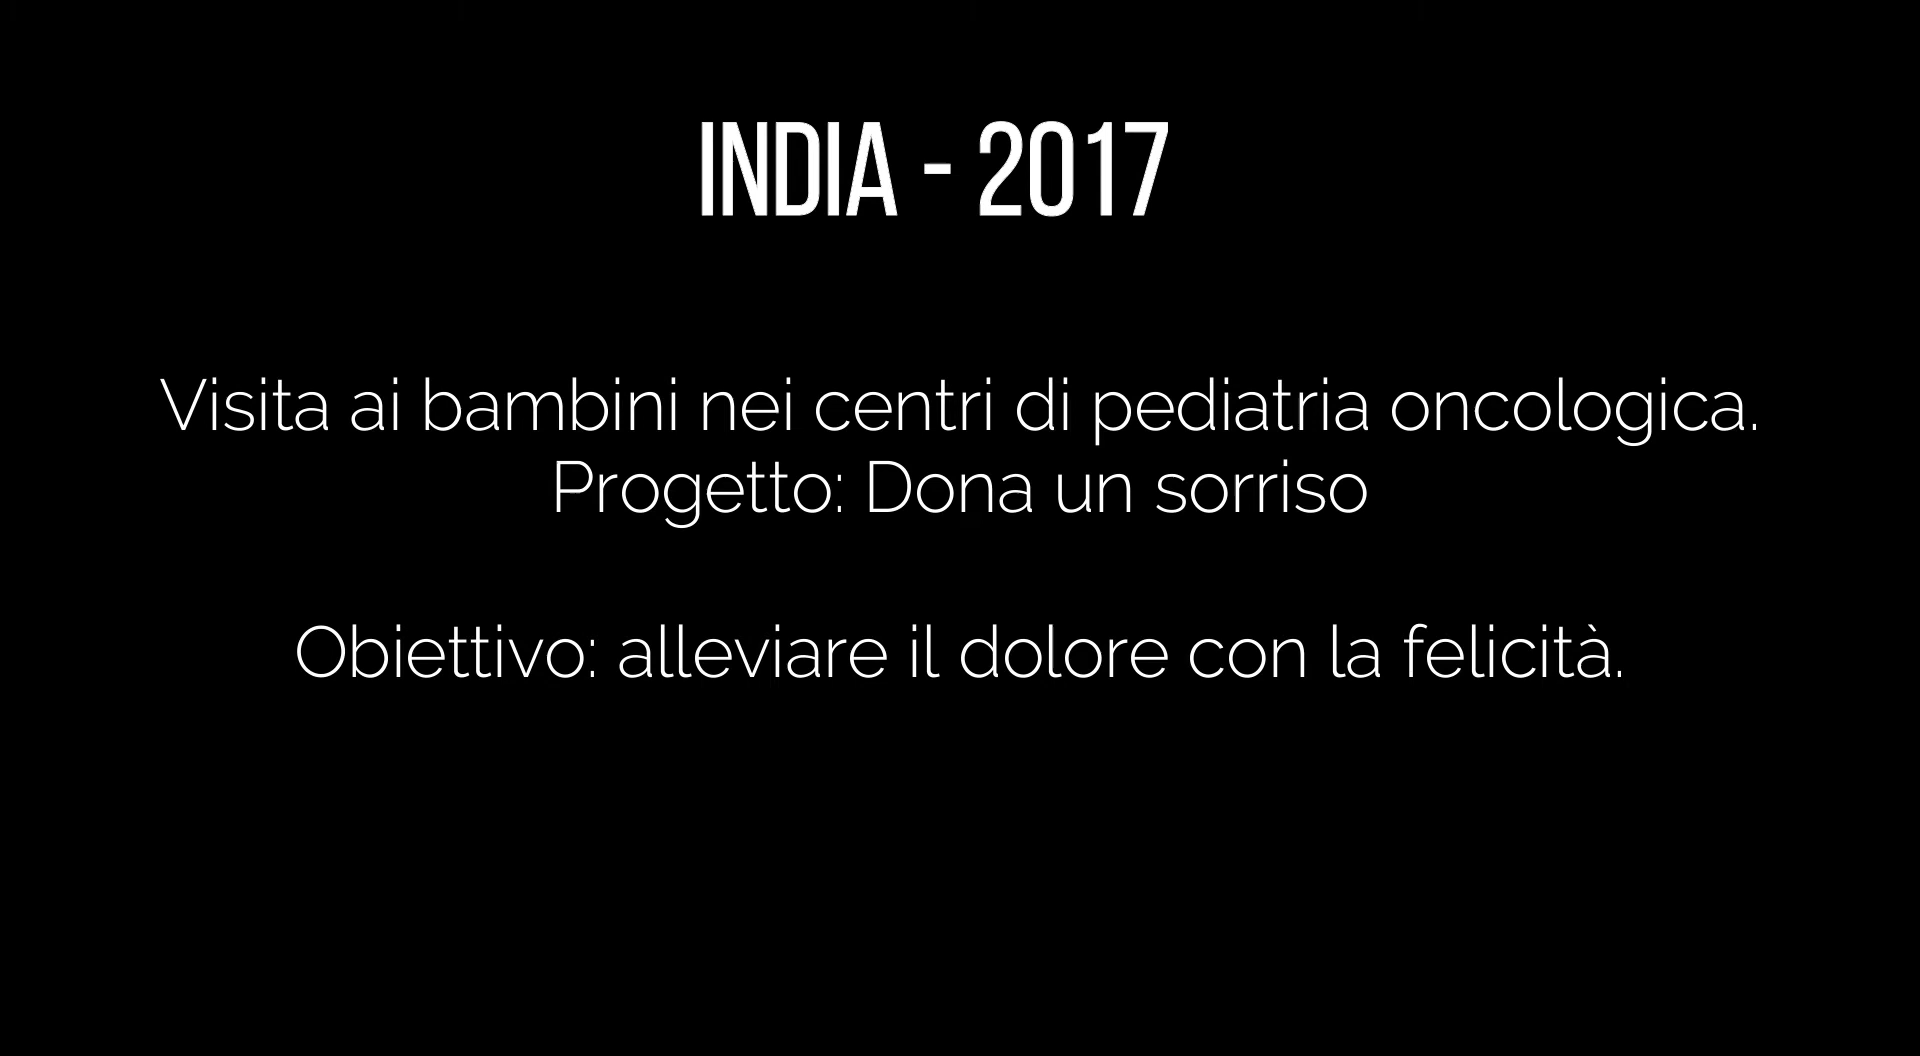 INDIA - 2017
Visita ai bambini nei centri di pediatria oncologica.
Progetto: Dona un sorriso
Obiettivo: alleviare il dolore con la felicità.